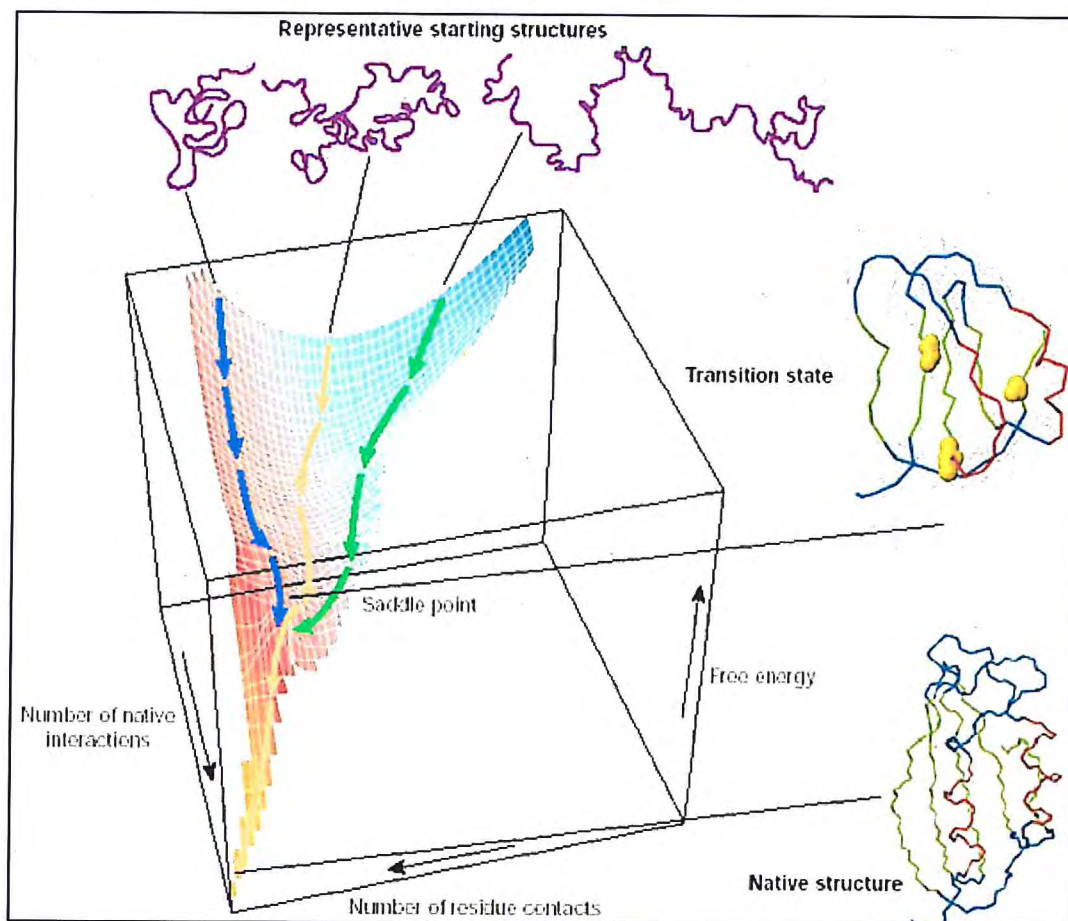 Representative starting structures
Transition state
Saddle point
Free energy
Number of native
interactions
Native structure
Number of residue contacts